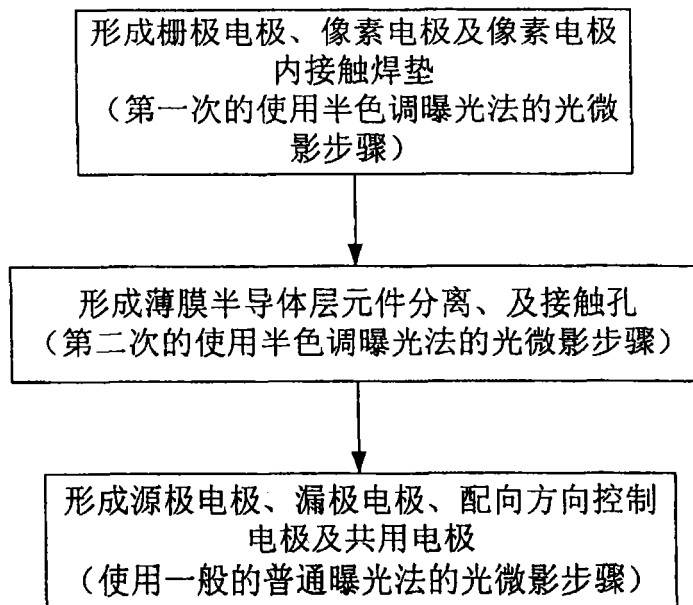 形成栅极电极、像素电极及像素电极
内接触焊垫
（第一次的使用半色调曝光法的光微
影步骤）
形成薄膜半导体层元件分离、及接触孔
（第二次的使用半色调曝光法的光微影步骤）
形成源极电极、漏极电极、配向方向控制
电极及共用电极
（使用一般的普通曝光法的光微影步骤）